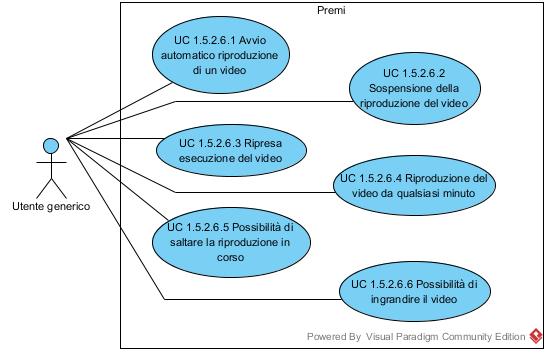 Premi
UC 1.5.2.6.1 Avvio
automatico riproduzione
di un video
UC 1.5.2.6.2
Sospensione della
riproduzione del video
UC 1.5.2.6.3 Ripresa
esecuzione del video
UC 1.5.2.6.4 Riproduzione del
video da qualsiasi minuto
Utente generico
UC 1.5.2.6.5 Possibilità di
saltare la riproduzione in
corso
UC 1.5.2.6.6 Possibilità di
ingrandire il video
Powered By Visual Paradigm Community Edition